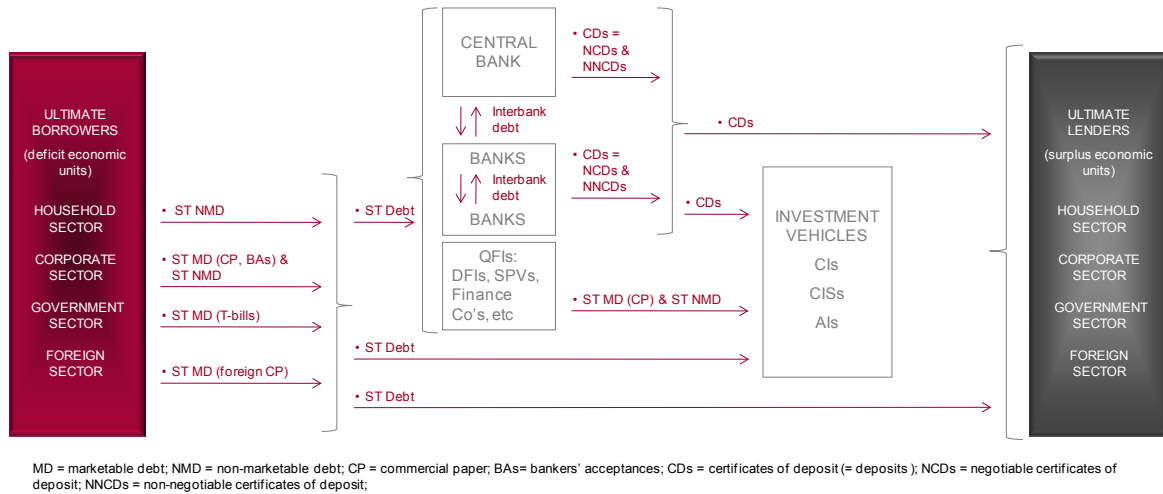 ULTIMATE
BORROWERS
(deficit economic
units)
HOUSEHOLD
SECTOR
CORPORATE
SECTOR
GOVERNMENT
SECTOR
FOREIGN
SECTOR
• ST NMD
• ST MD (CP, BAs) &
ST NMD
• ST MD (T-bills)
• ST MD (foreign CP)
• ST Debt
• ST Debt
• ST Debt
CENTRAL
BANK
Interbank
debt
BANKS
Interbank
debt
BANKS
QFIs:
DFIs, SPVs,
Finance
Co's, etc
• CDs =
NCDs &
NNCDs
• CDs =
NCDs &
NNCDs
• ST MD (CP) & ST NMD
• CDs
• CDs
INVESTMENT
VEHICLES
CIs
CISs
AIs
ULTIMATE
LENDERS
(surplus economic
units)
HOUSEHOLD
SECTOR
CORPORATE
SECTOR
GOVERNMENT
SECTOR
FOREIGN
SECTOR
MD = marketable debt; NMD = non-marketable debt; CP = commercial paper; BAs= bankers' acceptances; CDs = certificates of deposit (= deposits ); NCDs = negotiable certificates of
deposit; NNCDs = non-negotiable certificates of deposit;